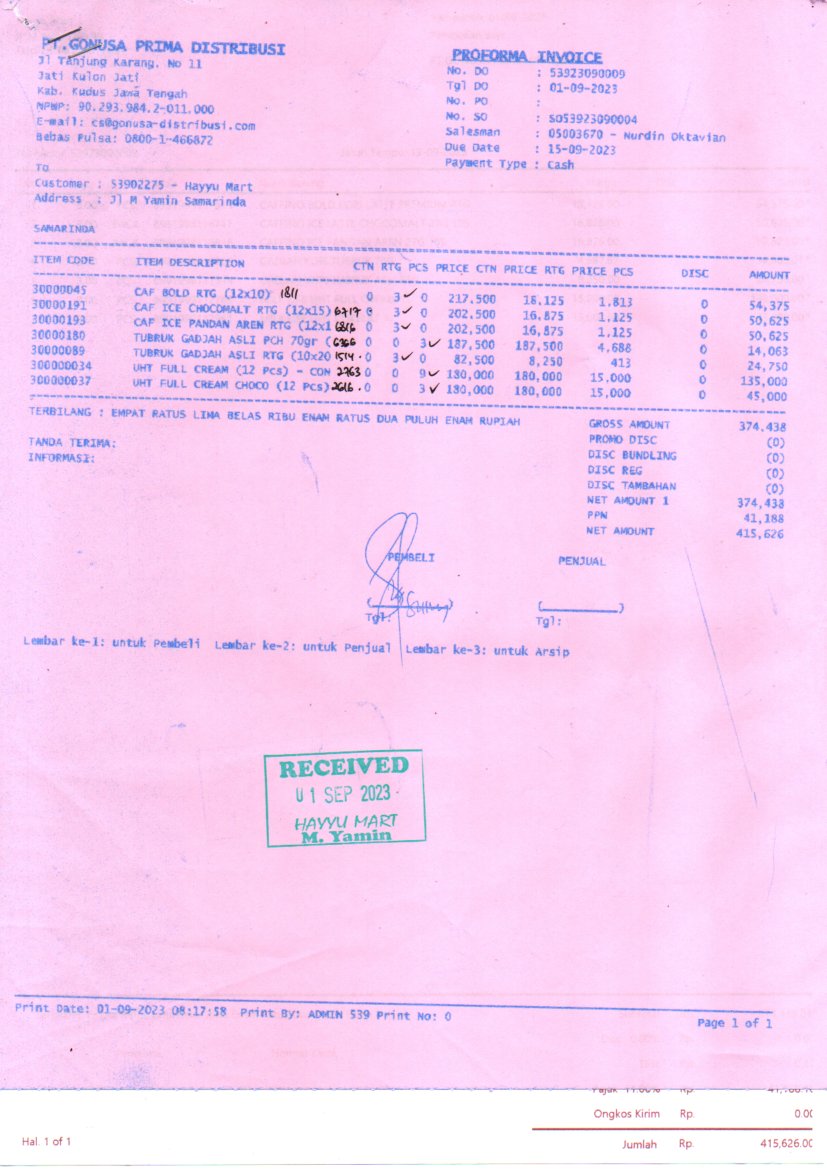 PT.GONUSA PRIMA DISTRIBUSI
Jl Tanjung Karang. No 11
Jati Kulon Jati
Kab. Kudus Jawa Tengah
NPWP: 90.293.984.2-011.000
E-mail: cs@gonusa-distribusi.com
Bebas Pulsa: 0800-1-466872
PROFORMA INVOICE
No. DO : 53923090009
Tgl DO : 01-09-2023
No. PO :
No. SO : SO53923090004
Salesman : 05003670 - Nurdin Oktavian
Due Date : 15-09-2023
Payment Type : Cash
To
Customer : 53902275 - Hayyu Mart
Address : Jl M Yamin Samarinda
SAMARINDA
ITEM CODE ITEM DESCRIPTION CTN RTG PCS PRICE CTN PRICE RTG PRICE PCS DISC AMOUNT
30000045 CAF BOLD RTG (12x10) 1811 0 3 0 217,500 18,125 1,813 0 54,375
30000191 CAF ICE CHOCOMALT RTG (12x15) 6717 0 3 0 202,500 16,875 1,125 0 50,625
30000193 CAF ICE PANDAN AREN RTG (12x1 6816 0 3 0 202,500 16,875 1,125 0 50,625
30000180 TUBRUK GADJAH ASLI PCH 70gr ( 0 0 3 187,500 187,500 4,688 0 14,063
30000089 TUBRUK GADJAH ASLI RTG (10x20 1514 0 3 0 82,500 8,250 413 0 24,750
30000034 UHT FULL CREAM (12 Pcs) - CON 2763 0 0 9 180,000 180,000 15,000 0 135,000
30000037 UHT FULL CREAM CHOCO (12 Pcs) 2616 0 0 3 180,000 180,000 15,000 0 45,000
TERBILANG : EMPAT RATUS LIMA BELAS RIBU ENAM RATUS DUA PULUH ENAM RUPIAH
TANDA TERIMA:
INFORMASI:
GROSS AMOUNT 374,438
PROMO DISC (0)
DISC BUNDLING (0)
DISC REG (0)
DISC TAMBAHAN (0)
NET AMOUNT 1 374,438
PPN 41,188
NET AMOUNT 415,626
PEMBELI PENJUAL
Tgl: Tgl:
Lembar ke-1: untuk Pembeli Lembar ke-2: untuk Penjual Lembar ke-3: untuk Arsip
RECEIVED
01 SEP 2023
HAYYU MART
M. Yamin
Print Date: 01-09-2023 08:17:58 Print By: ADMIN 539 Print No: 0
Page 1 of 1
Ongkos Kirim Rp. 0.00
Hal. 1 of 1
Jumlah Rp. 415,626.00